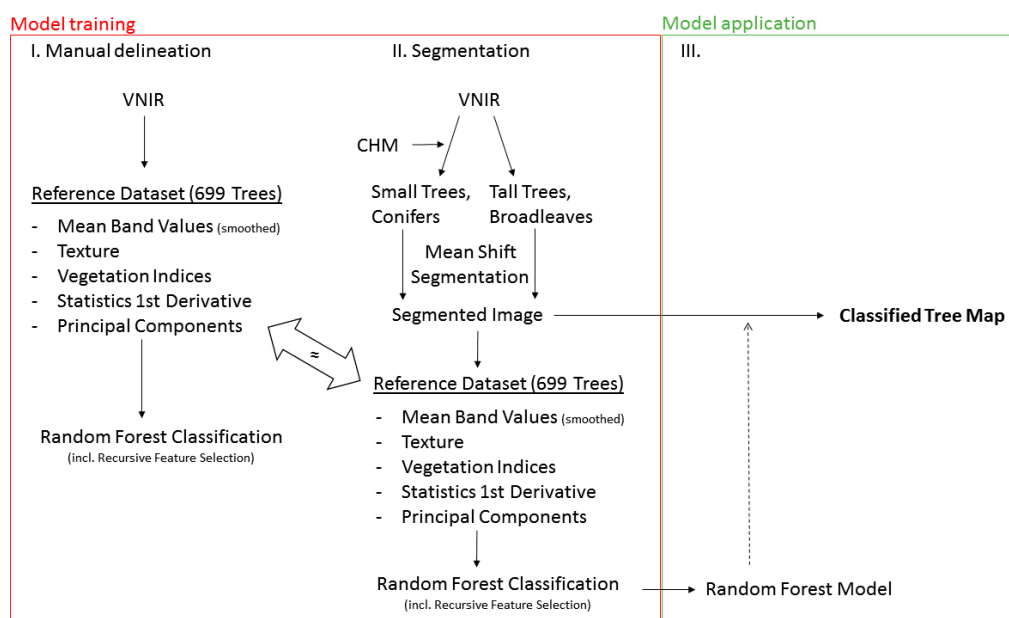 Model training
Model application
I. Manual delineation
II. Segmentation
III.
VNIR
Reference Dataset (699 Trees)
- Mean Band Values (smoothed)
- Texture
- Vegetation Indices
- Statistics 1st Derivative
- Principal Components
Random Forest Classification
(incl. Recursive Feature Selection)
≈
VNIR
CHM
Small Trees,
Conifers
Tall Trees,
Broadleaves
Mean Shift
Segmentation
Segmented Image
Reference Dataset (699 Trees)
- Mean Band Values (smoothed)
- Texture
- Vegetation Indices
- Statistics 1st Derivative
- Principal Components
Random Forest Classification
(incl. Recursive Feature Selection)
Classified Tree Map
Random Forest Model